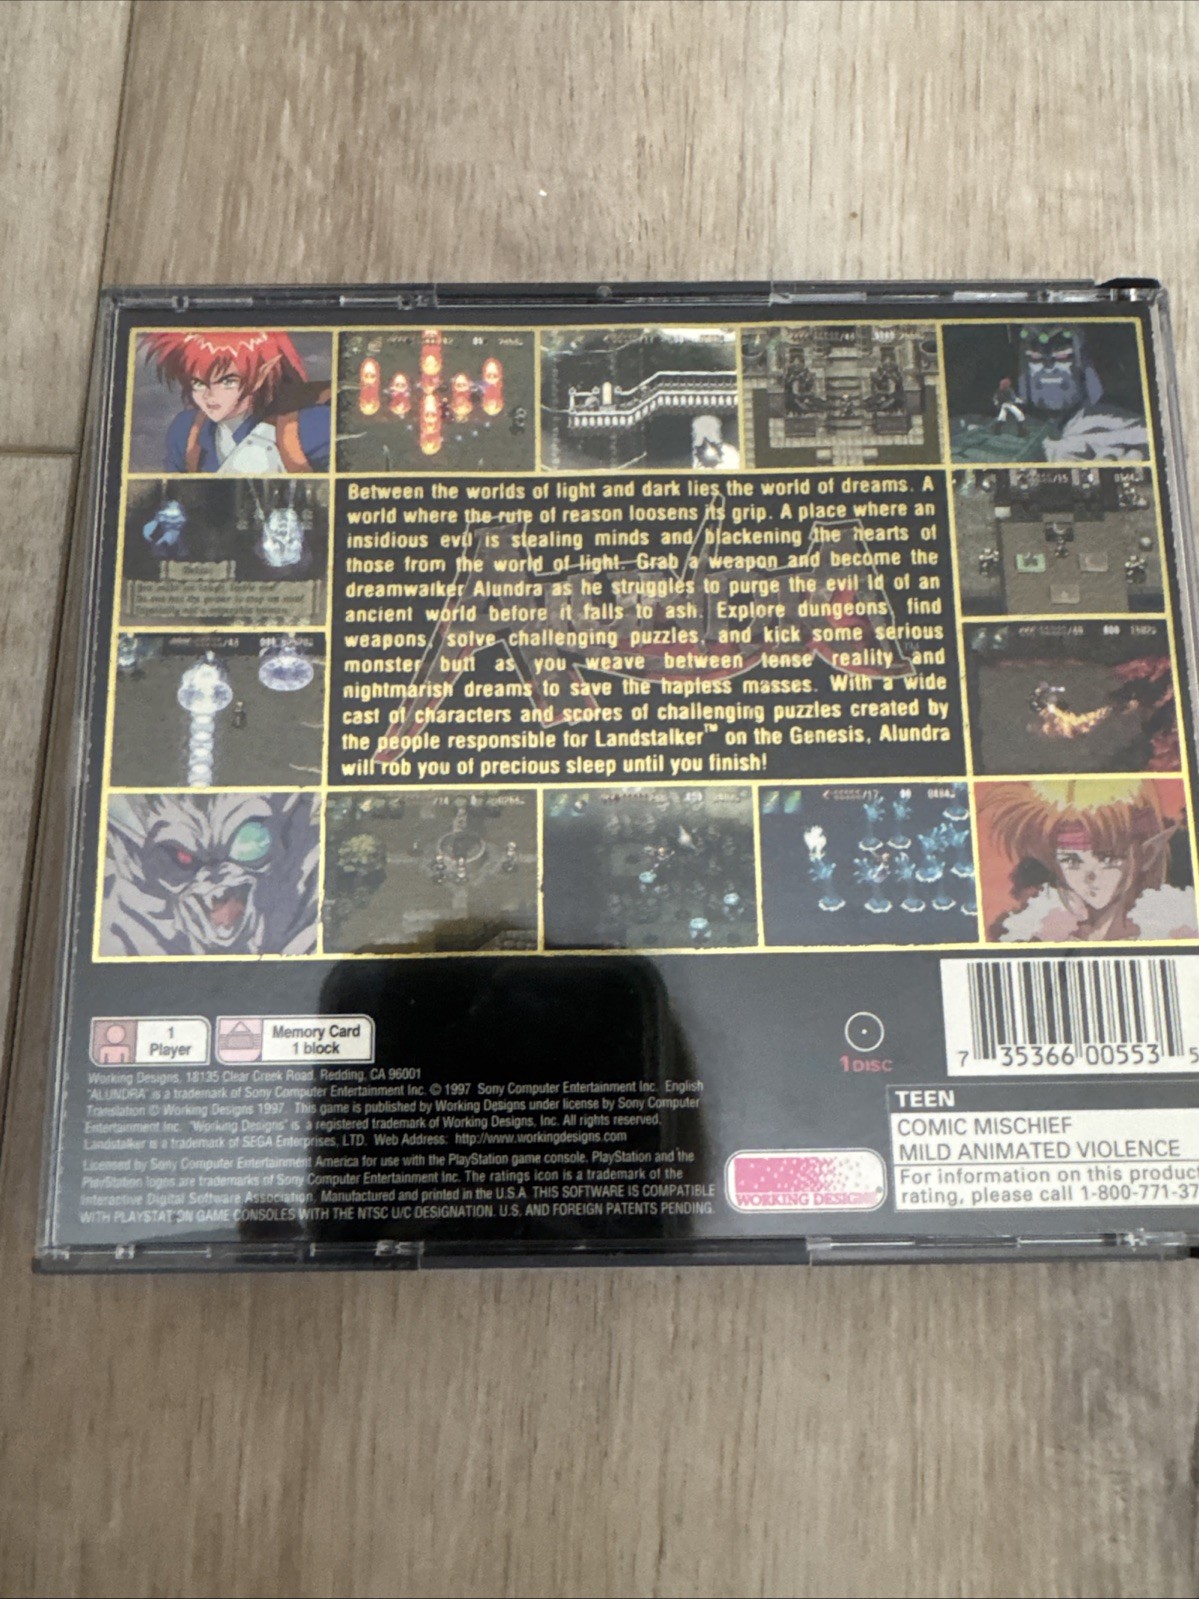 Between the worlds of light and dark lies the world of dreams. A
world where the rule of reason loosens its grip. A place where an
insidious evil is stealing minds and blackening the hearts of
those from the world of light. Grab a weapon and become the
dreamwalker Alundra as he struggles to purge the evil id of an
ancient world before it falls to ash. Explore dungeons, find
weapons, solve challenging puzzles, and kick some serious
monster butt as you weave between tense reality and
nightmarish dreams to save the hapless masses. With a wide
cast of characters and scores of challenging puzzles created by
the people responsible for Landstalker™ on the Genesis, Alundra
will rob you of precious sleep until you finish!
1
Player
Memory Card
1 block
1 DISC
7 35366 00553 5
Working Designs, 18135 Clear Creek Road, Redding, CA 96001
"ALUNDRA" is a trademark of Sony Computer Entertainment Inc. © 1997 Sony Computer Entertainment Inc. English
Translation © Working Designs 1997. This game is published by Working Designs under license by Sony Computer
Entertainment Inc. "Working Designs" is a registered trademark of Working Designs, Inc. All rights reserved.
Landstalker is a trademark of SEGA Enterprises, LTD. Web Address: http://www.workingdesigns.com
Licensed by Sony Computer Entertainment America for use with the PlayStation game console. PlayStation and the
PlayStation logos are trademarks of Sony Computer Entertainment Inc. The ratings icon is a trademark of the
Interactive Digital Software Association. Manufactured and printed in the U.S.A. THIS SOFTWARE IS COMPATIBLE
WITH PLAYSTATION GAME CONSOLES WITH THE NTSC U/C DESIGNATION. U.S. AND FOREIGN PATENTS PENDING.
WORKING DESIGNS
TEEN
COMIC MISCHIEF
MILD ANIMATED VIOLENCE
For information on this product
rating, please call 1-800-771-37